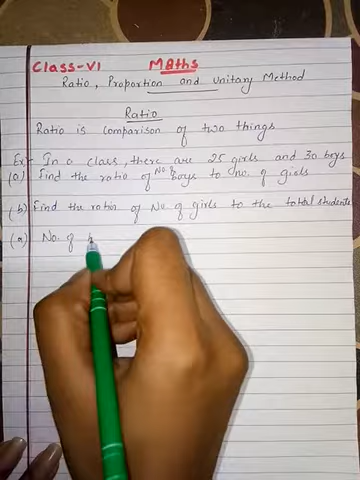 Class-VI Maths
Ratio, Proportion and Unitary Method
Ratio
Ratio is comparison of two things
Ex- In a class, there are 25 girls and 30 boys
(a) Find the ratio of No. of boys to no. of girls
(b) Find the ratio of No. of girls to the total students
(a) No. of